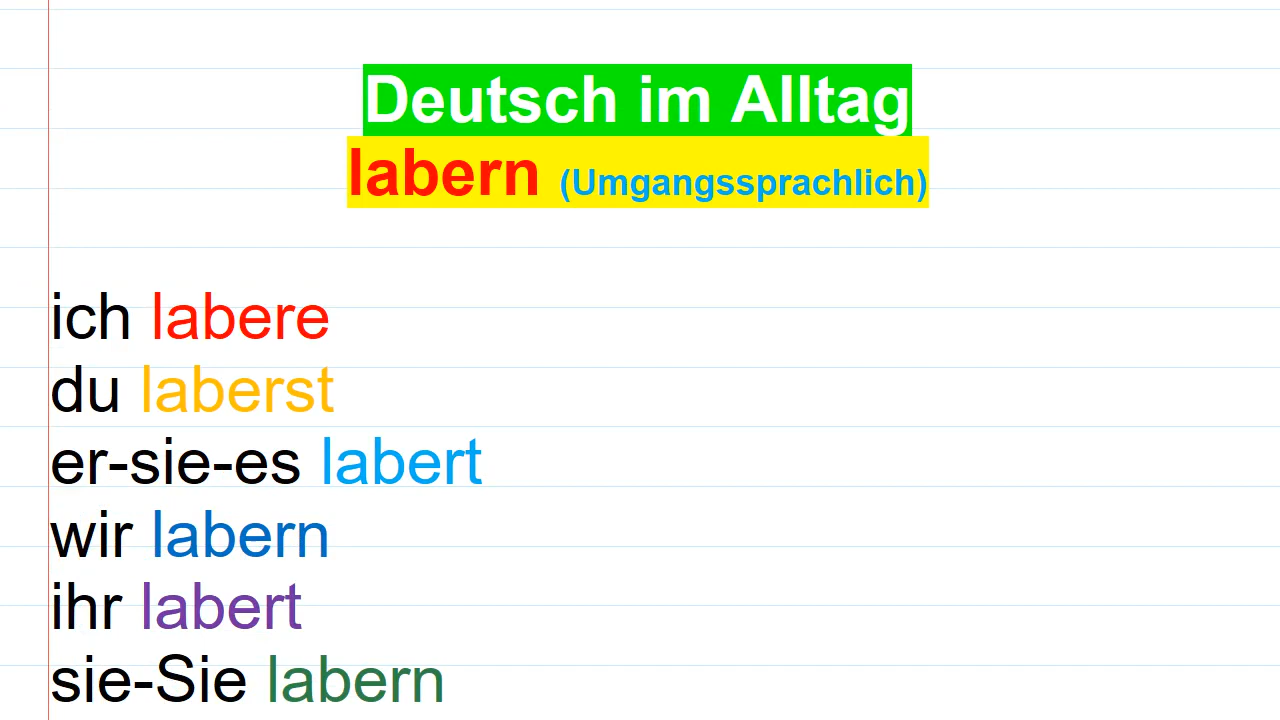 Deutsch im Alltag
labern (Umgangssprachlich)
ich labere
du laberst
er-sie-es labert
wir labern
ihr labert
sie-Sie labern